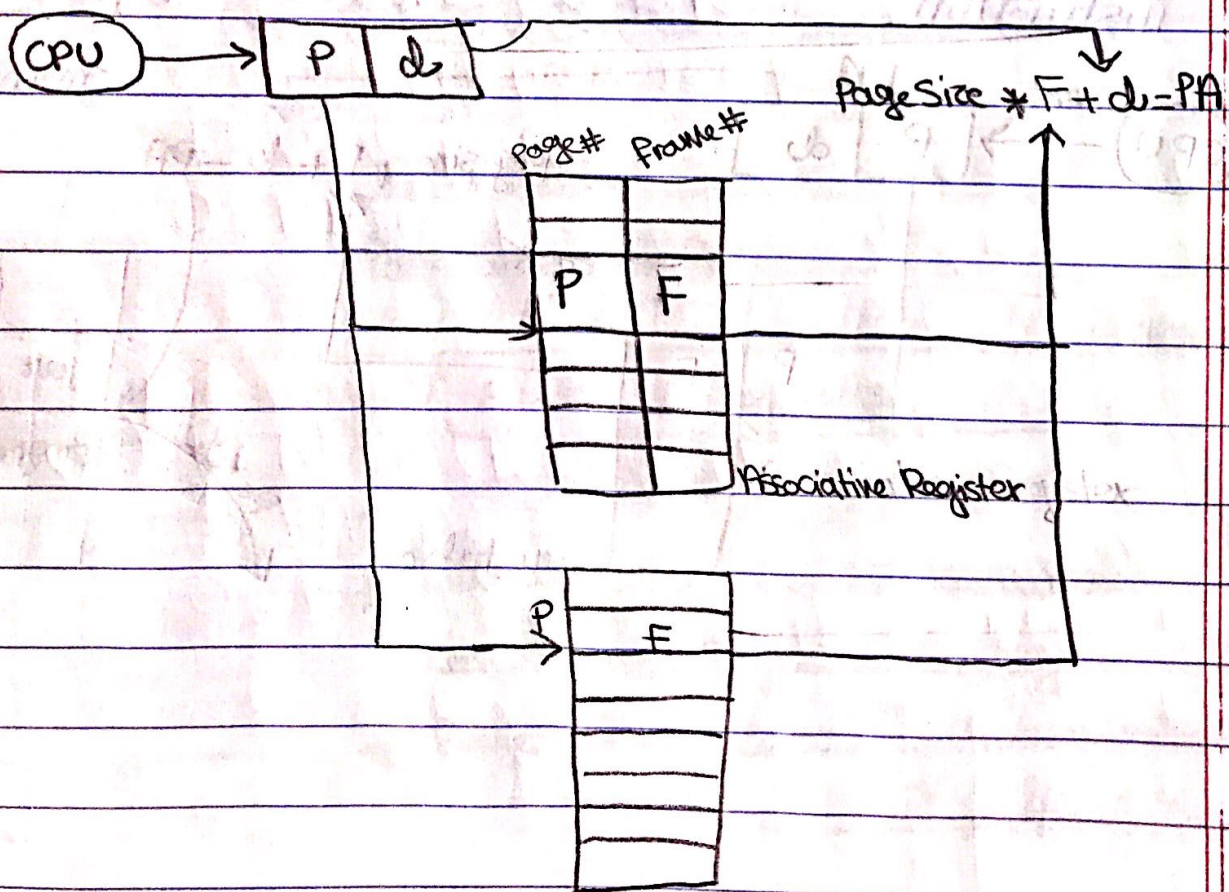 CPU P d
PageSize * F + d = PA
page# frame#
P F
Associative Register
P F